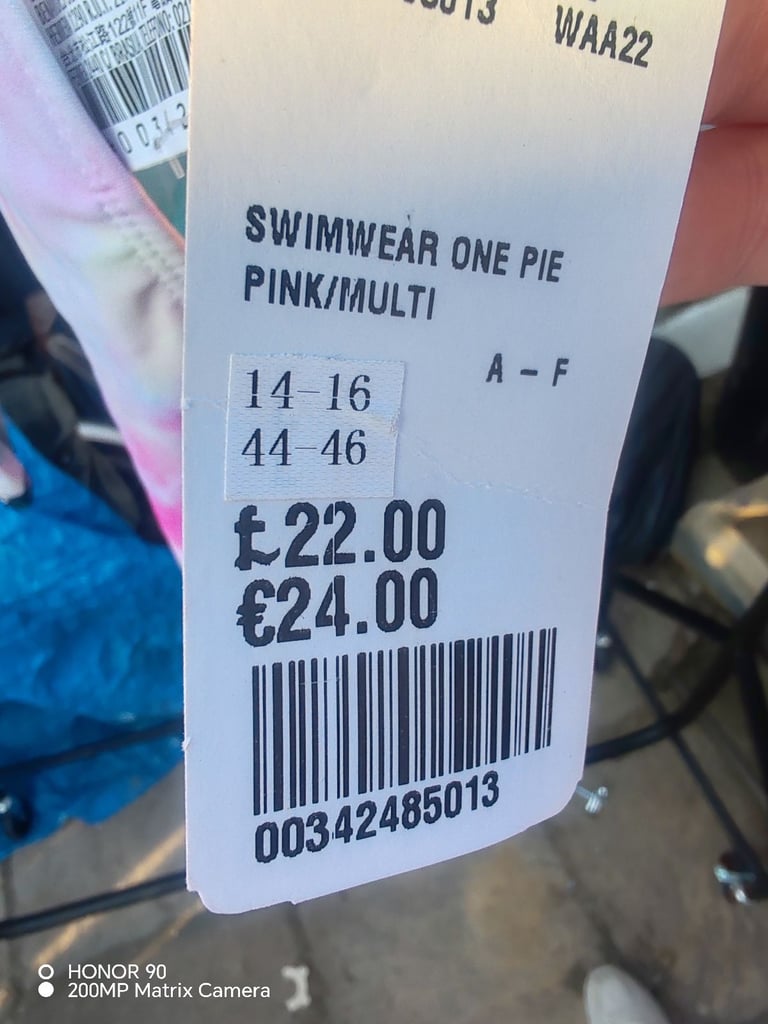 WAA22
SWIMWEAR ONE PIE
PINK/MULTI
A - F
14-16
44-46
£22.00
€24.00
00342485013
HONOR 90
200MP Matrix Camera